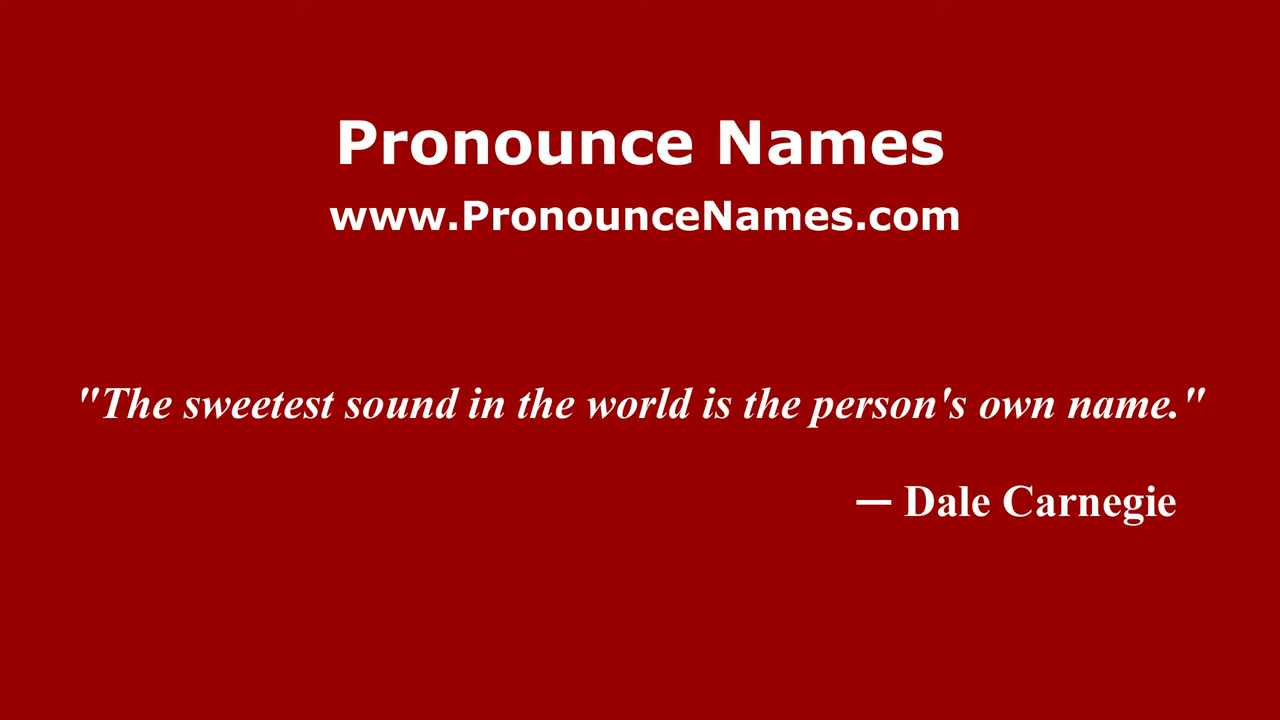 Pronounce Names
www.PronounceNames.com
"The sweetest sound in the world is the person's own name."
— Dale Carnegie